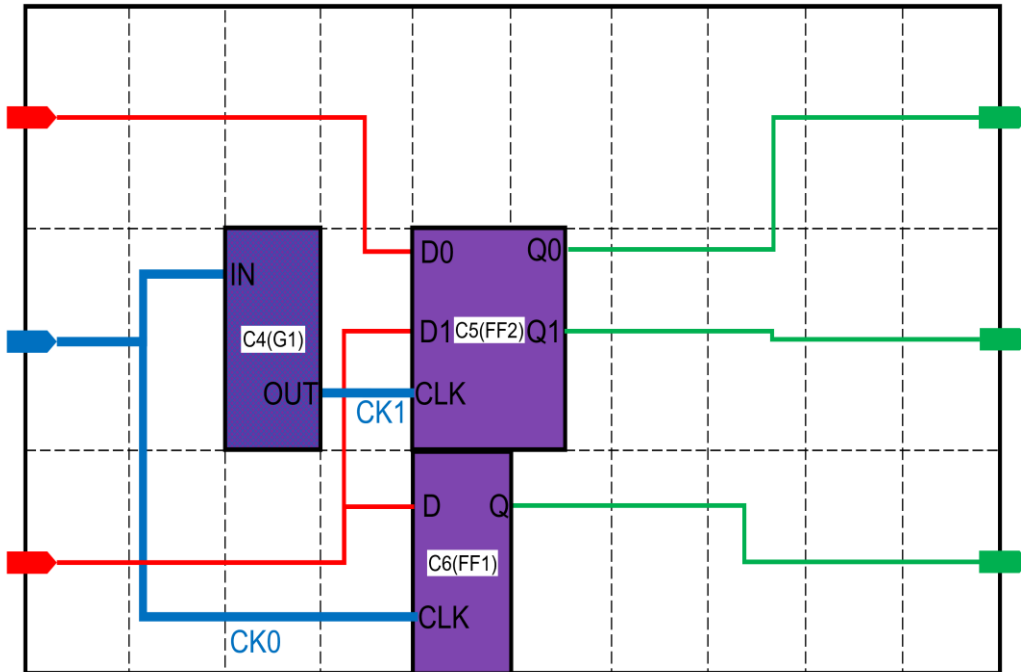 D0
Q0
IN
C4(G1)
D1
C5(FF2)
Q1
OUT
CK1
CLK
D
Q
C6(FF1)
CLK
CK0